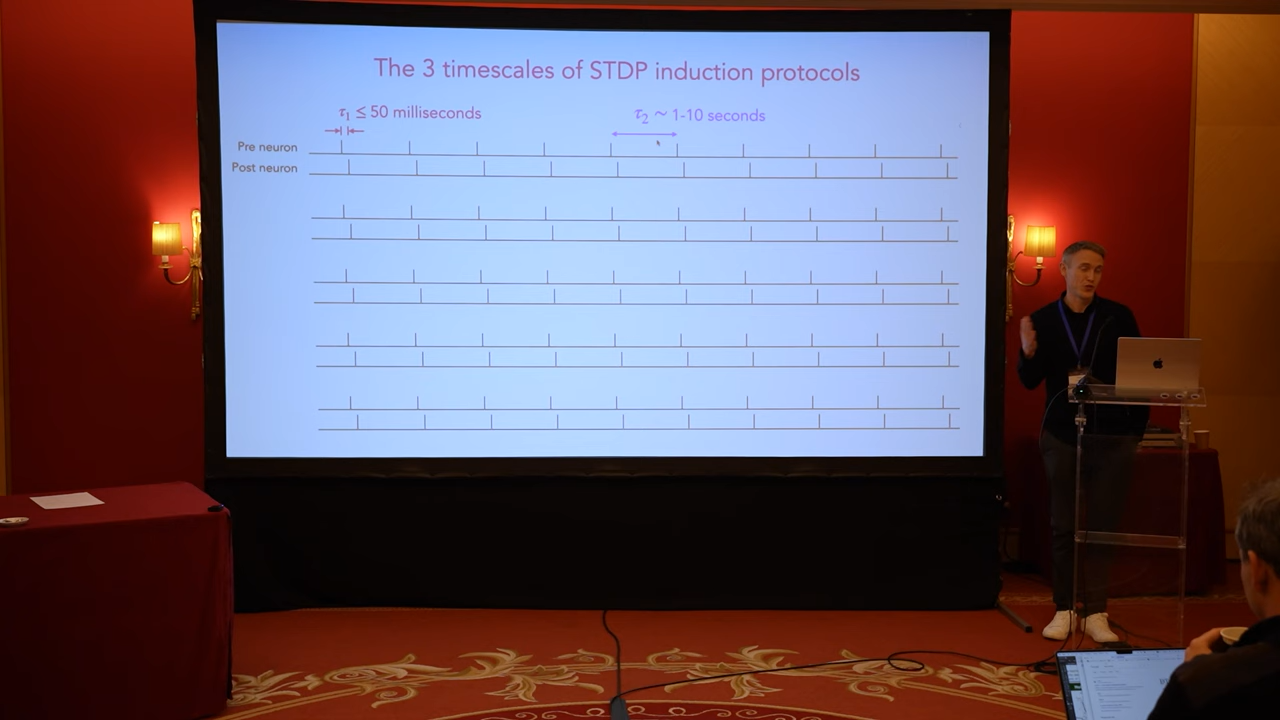 The 3 timescales of STDP induction protocols
τ₁ ≤ 50 milliseconds
τ₂ ~ 1-10 seconds
Pre neuron
Post neuron